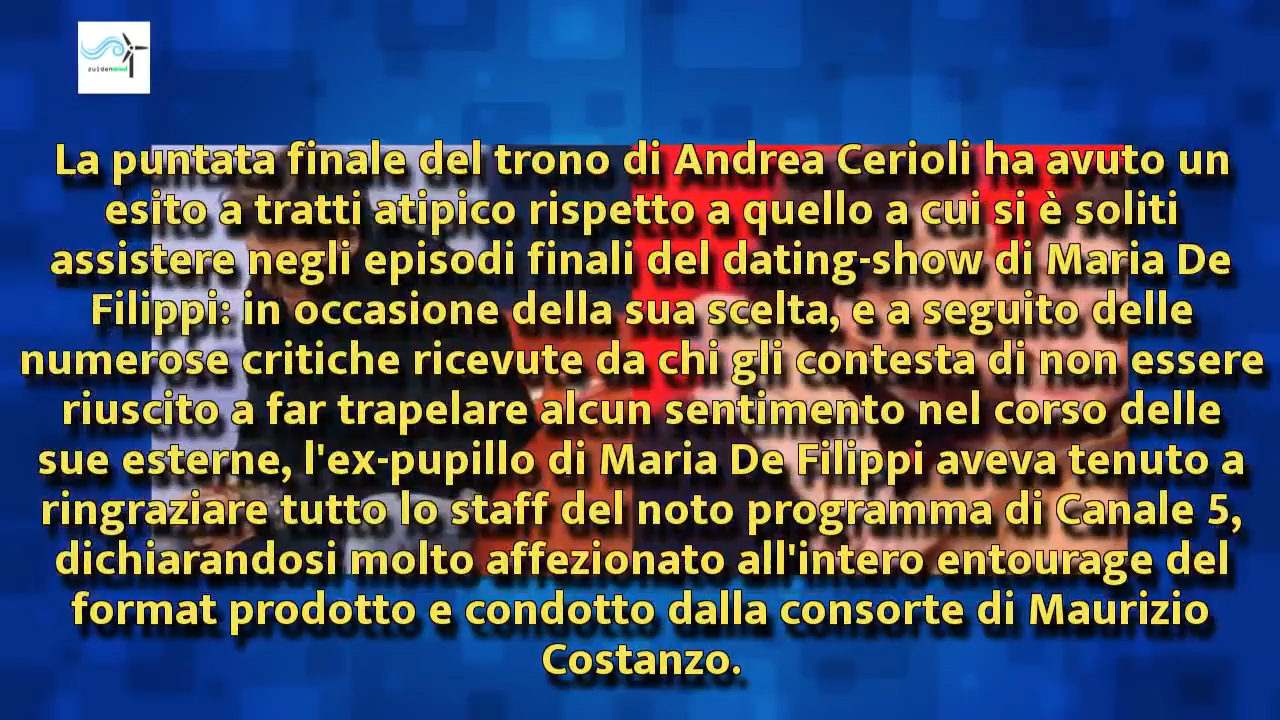 zuidenwind
La puntata finale del trono di Andrea Cerioli ha avuto un
esito a tratti atipico rispetto a quello a cui si è soliti
assistere negli episodi finali del dating-show di Maria De
Filippi: in occasione della sua scelta, e a seguito delle
numerose critiche ricevute da chi gli contesta di non essere
riuscito a far trapelare alcun sentimento nel corso delle
sue esterne, l'ex-pupillo di Maria De Filippi aveva tenuto a
ringraziare tutto lo staff del noto programma di Canale 5,
dichiarandosi molto affezionato all'intero entourage del
format prodotto e condotto dalla consorte di Maurizio
Costanzo.